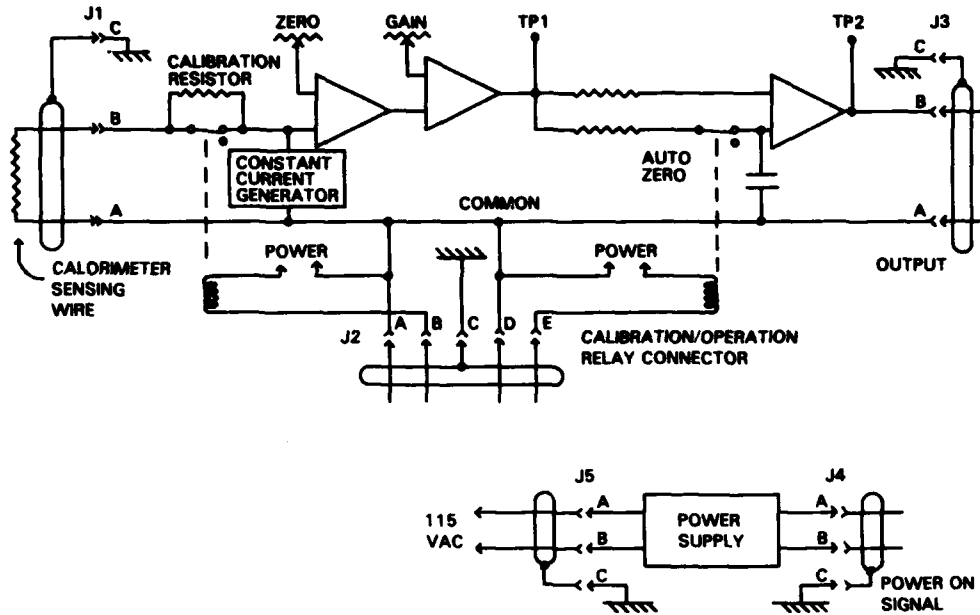 J1
C
ZERO
GAIN
TP1
TP2
J3
C
CALIBRATION
RESISTOR
B
B
CONSTANT
CURRENT
GENERATOR
AUTO
ZERO
COMMON
A
A
CALORIMETER
SENSING
WIRE
POWER
POWER
OUTPUT
J2
A
B
C
D
E
CALIBRATION/OPERATION
RELAY CONNECTOR
J5
J4
115
VAC
A
B
C
POWER
SUPPLY
A
B
C
POWER ON
SIGNAL